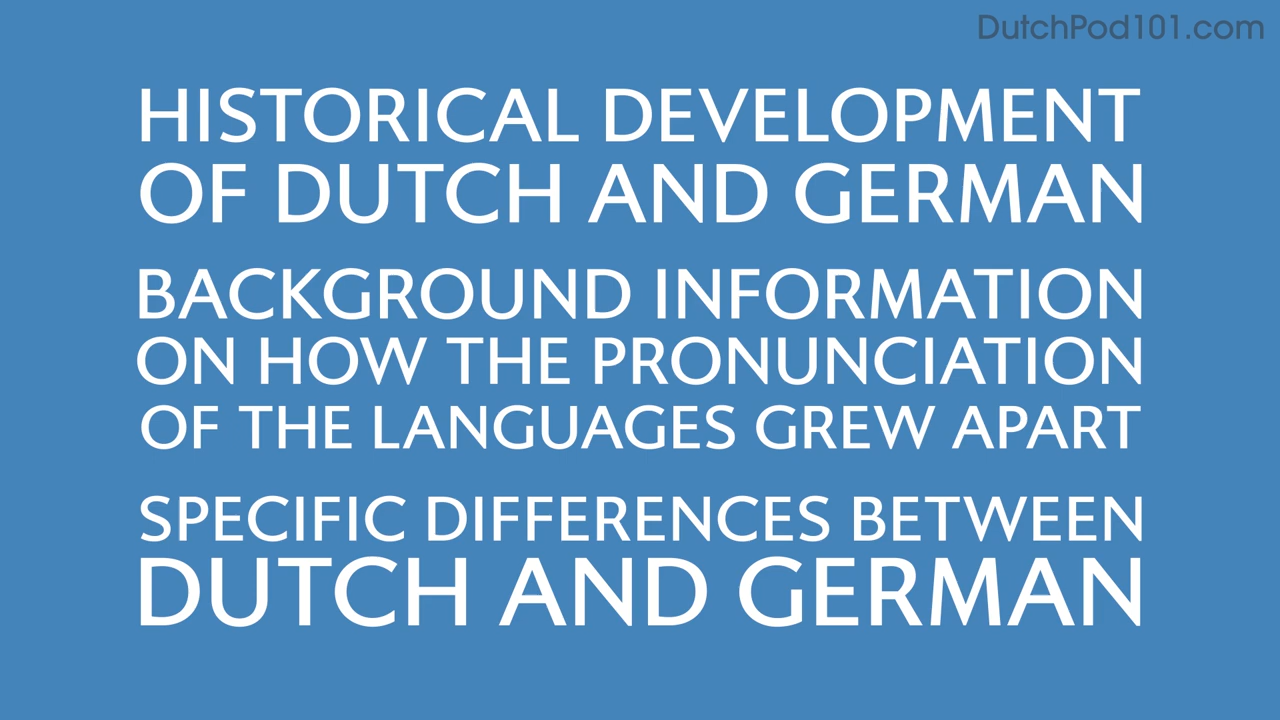 DutchPod101.com
HISTORICAL DEVELOPMENT
OF DUTCH AND GERMAN
BACKGROUND INFORMATION
ON HOW THE PRONUNCIATION
OF THE LANGUAGES GREW APART
SPECIFIC DIFFERENCES BETWEEN
DUTCH AND GERMAN